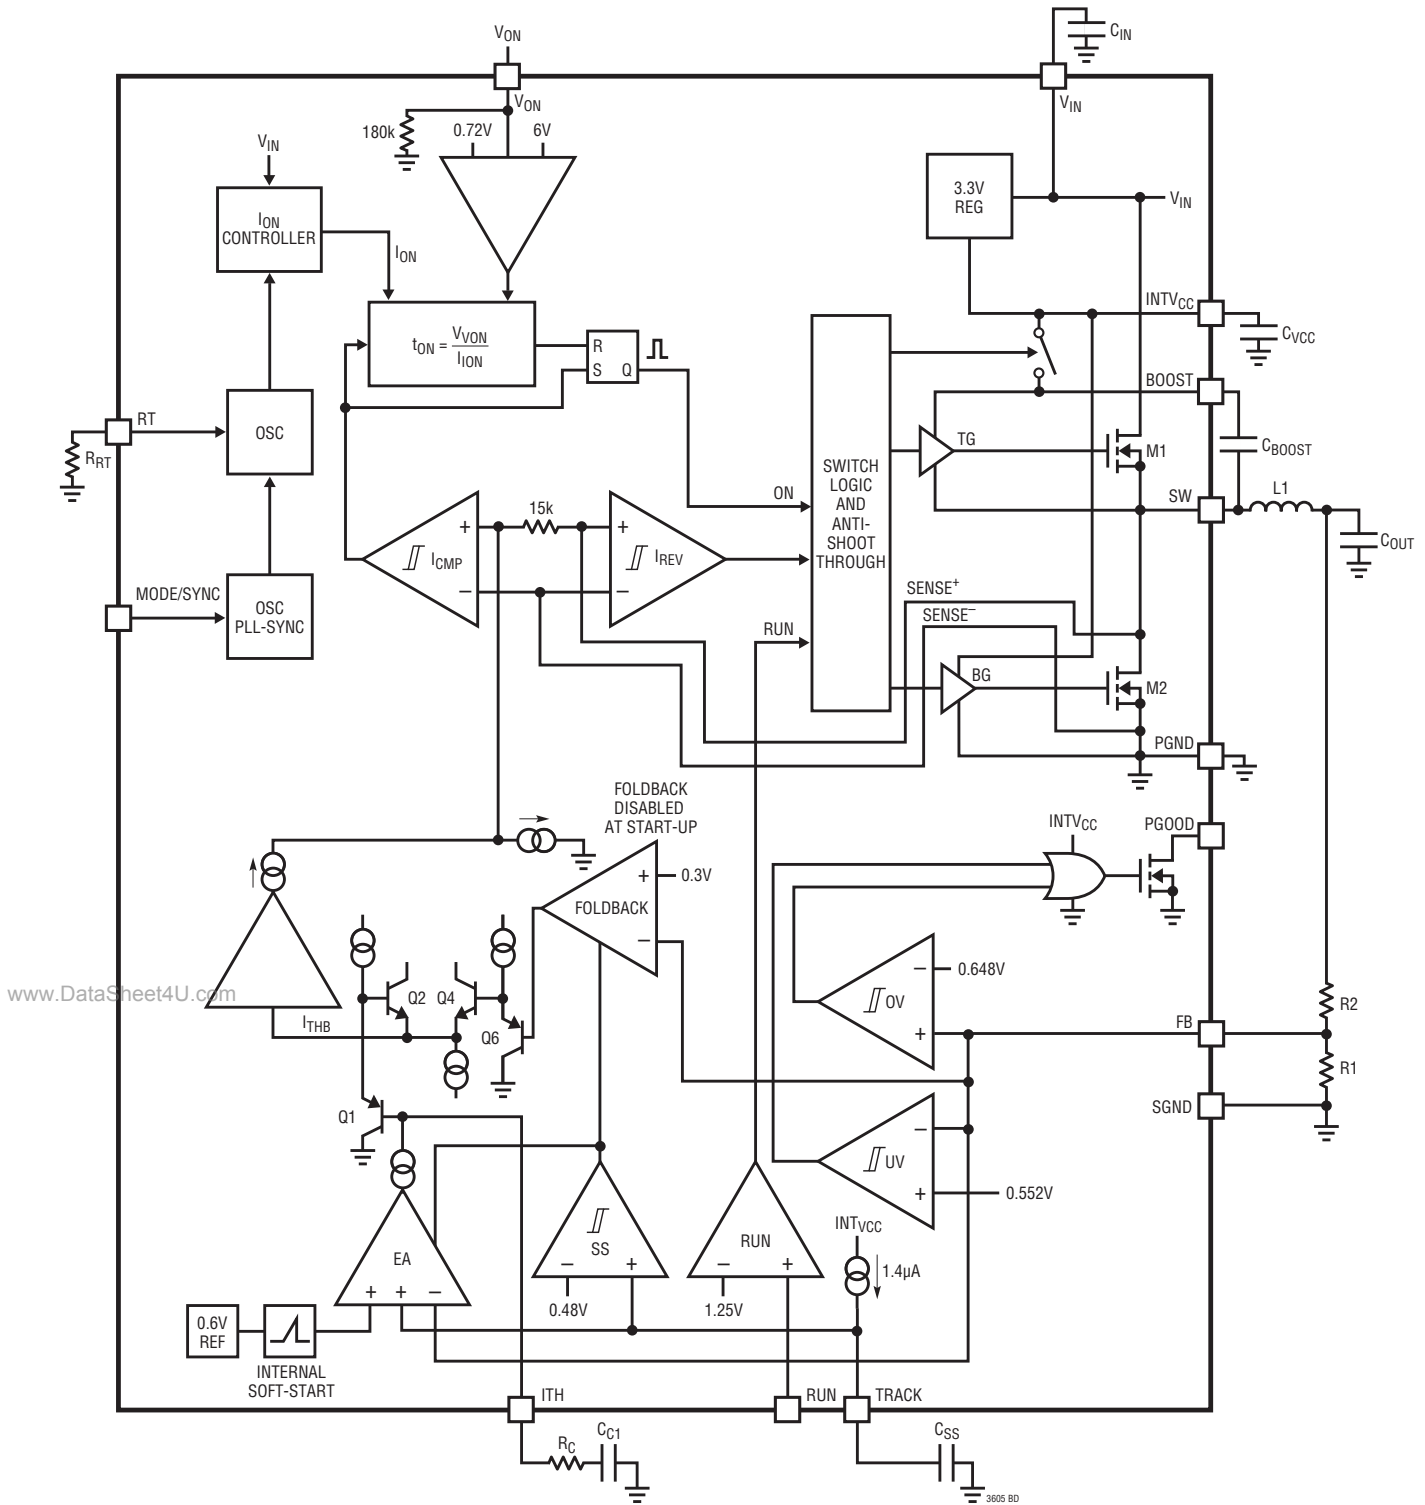 VON
CIN
VON
VIN
180k
0.72V
6V
VIN
3.3V
REG
VIN
ION
CONTROLLER
ION
INTVCC
CVCC
tON = VVON
IION
R
S Q
BOOST
RT
OSC
RRT
TG
M1
CBOOST
SWITCH
LOGIC
AND
ANTI-
SHOOT
THROUGH
ON
SW
L1
15k
+
+
COUT
ICMP
IREV
–
–
MODE/SYNC
OSC
PLL-SYNC
SENSE+
SENSE–
RUN
BG
M2
PGND
FOLDBACK
DISABLED
AT START-UP
INTVCC
PGOOD
+
0.3V
FOLDBACK
–
–
0.648V
www.DataSheet4U.com
Q2
Q4
OV
R2
ITHB
Q6
+
FB
R1
SGND
Q1
–
UV
+
0.552V
INTVCC
EA
SS
RUN
1.4µA
–
+
–
+
+
+
–
0.48V
1.25V
0.6V
REF
INTERNAL
SOFT-START
ITH
RUN
TRACK
RC
CC1
CSS
3605 BD